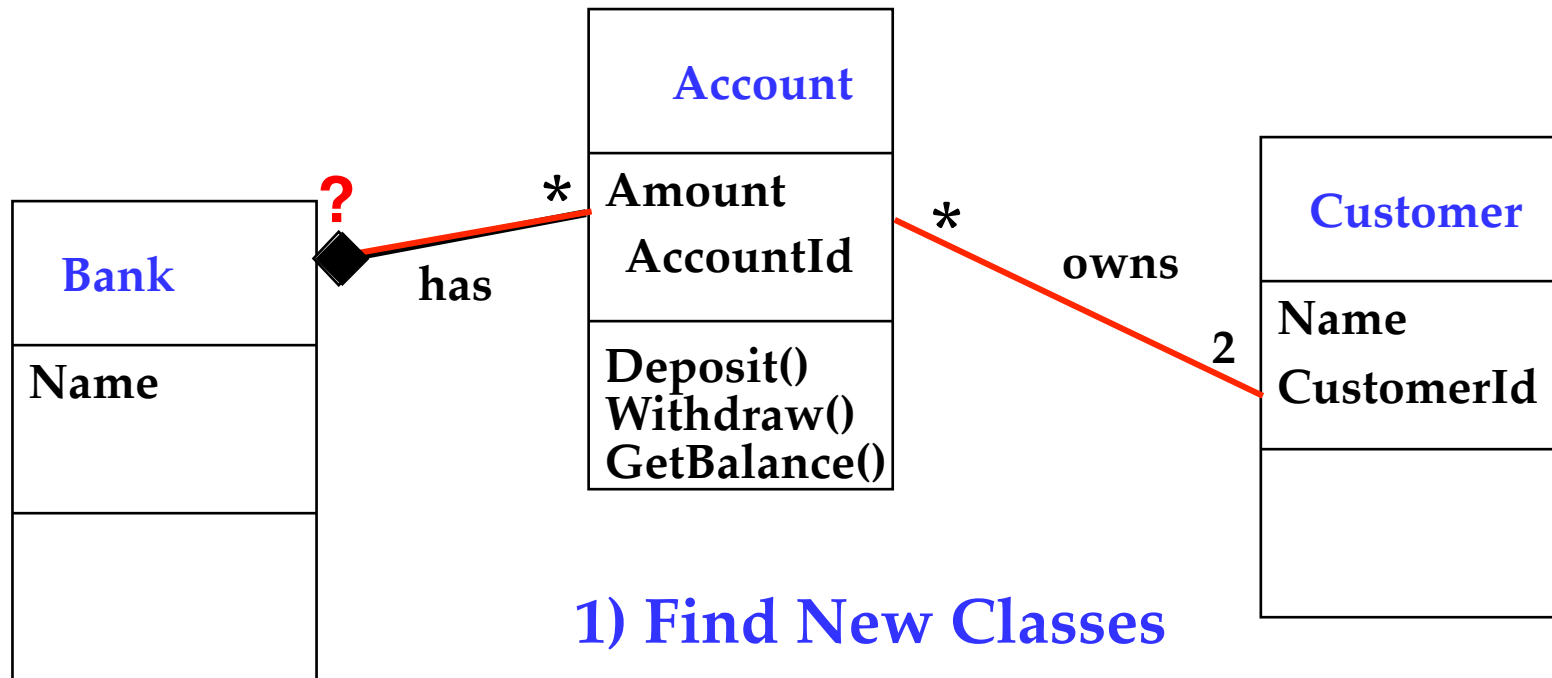 Account
Amount
AccountId
Deposit()
Withdraw()
GetBalance()
?
*
has
Bank
Name
*
owns
2
Customer
Name
CustomerId
1) Find New Classes